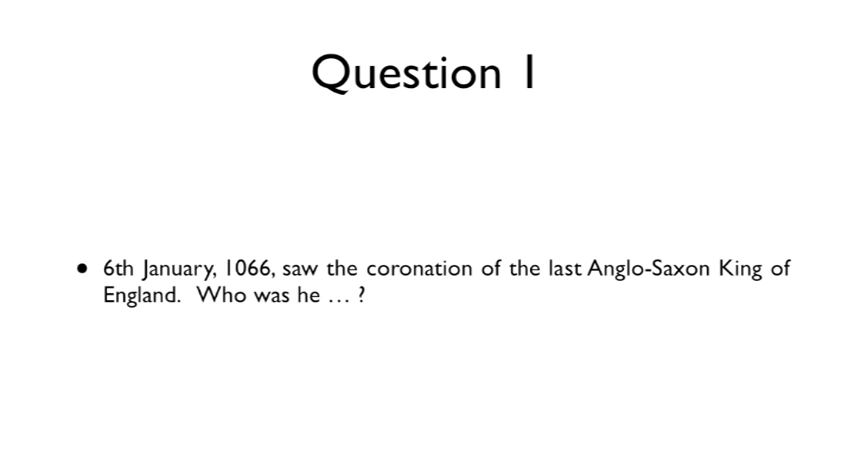 Question 1
• 6th January, 1066, saw the coronation of the last Anglo-Saxon King of
England. Who was he … ?